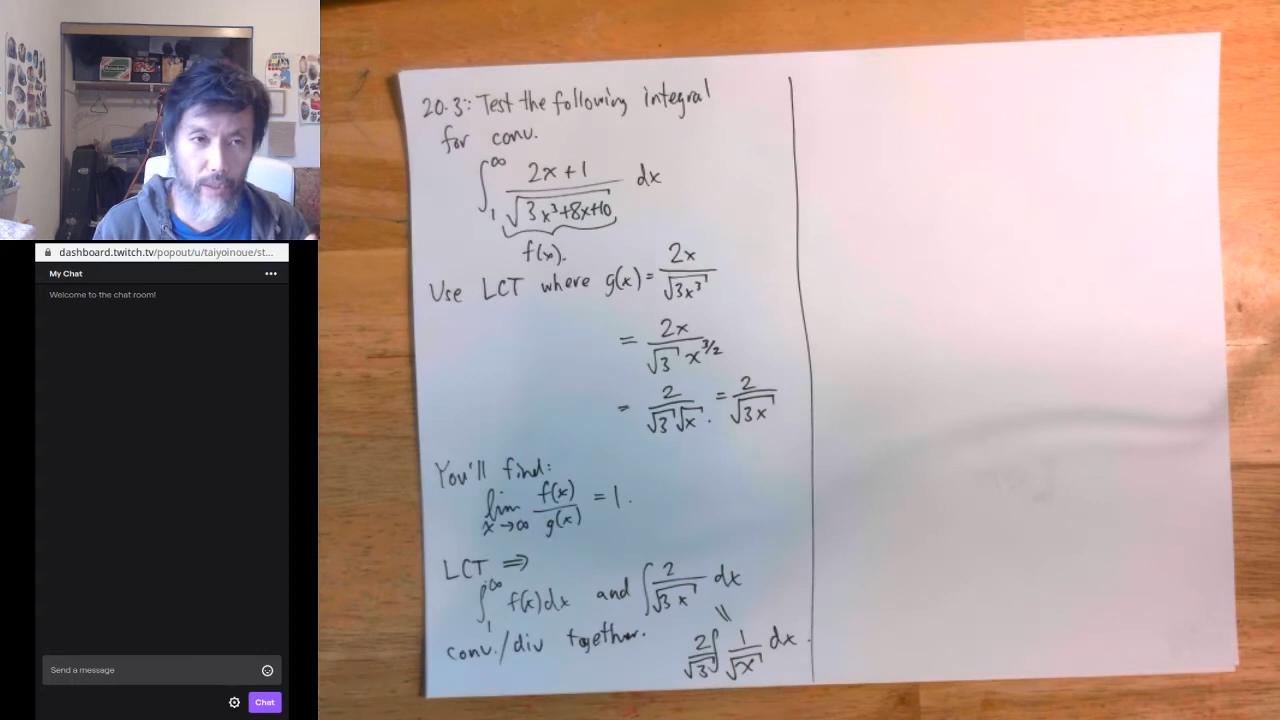 20.3: Test the following integral
for conv.
∫₁^∞ (2x+1)/√(3x³+8x+10) dx
f(x).
Use LCT where g(x) = 2x/√(3x³)
= 2x/(√3 x^(3/2))
= 2/(√3 √x). = 2/√(3x)
You'll find:
lim x→∞ f(x)/g(x) = 1.
LCT ⇒
∫₁^∞ f(x)dx and ∫ 2/√(3x) dx
conv./div together.
=
2/√3 ∫ 1/√x dx.
dashboard.twitch.tv/popout/u/taiyoinoue/st...
My Chat
Welcome to the chat room!
Send a message
Chat